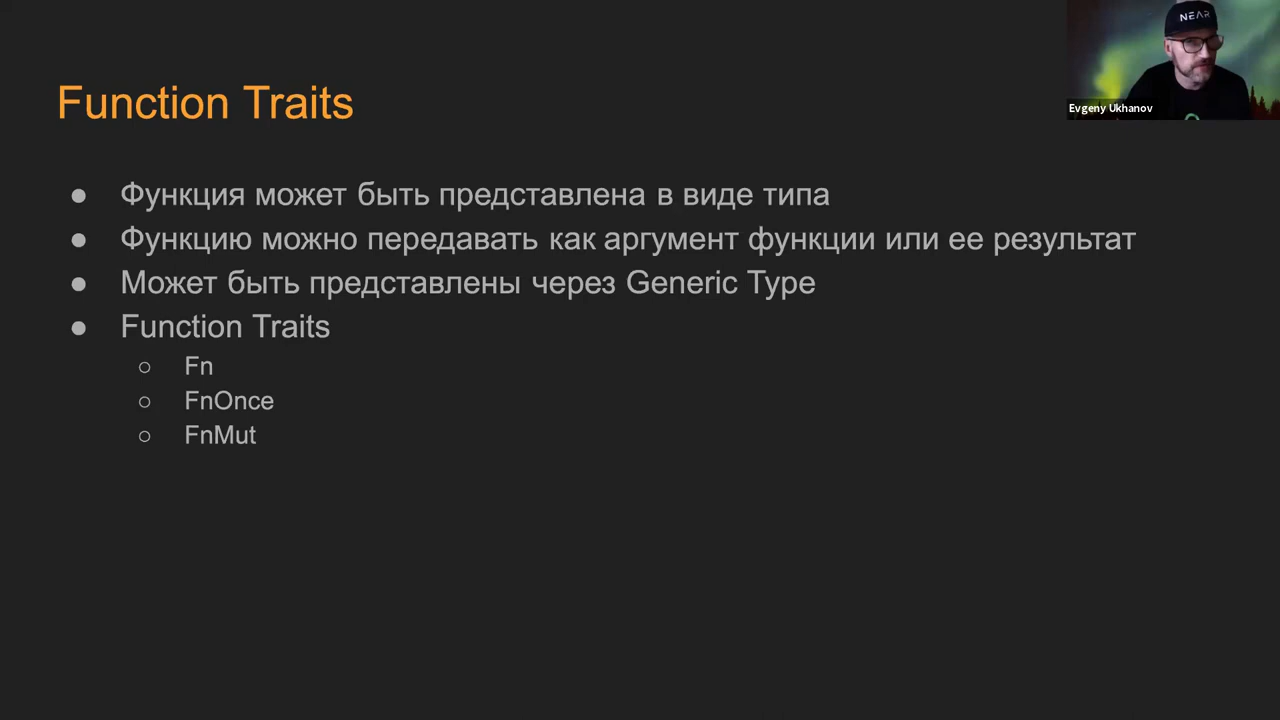 NEAR
Evgeny Ukhanov
Function Traits
● Функция может быть представлена в виде типа
● Функцию можно передавать как аргумент функции или ее результат
● Может быть представлены через Generic Type
● Function Traits
○ Fn
○ FnOnce
○ FnMut